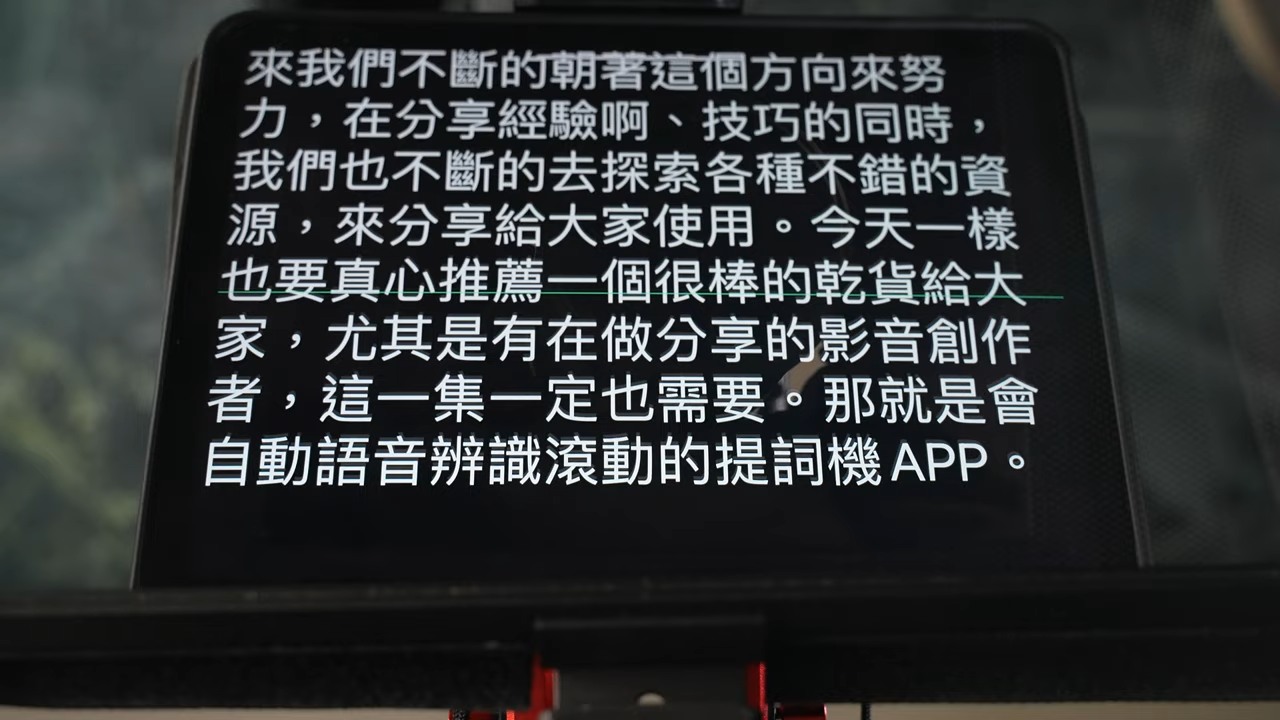 來我們不斷的朝著這個方向來努
力，在分享經驗啊、技巧的同時，
我們也不斷的去探索各種不錯的資
源，來分享給大家使用。今天一樣
也要真心推薦一個很棒的乾貨給大
家，尤其是有在做分享的影音創作
者，這一集一定也需要。那就是會
自動語音辨識滾動的提詞機APP。